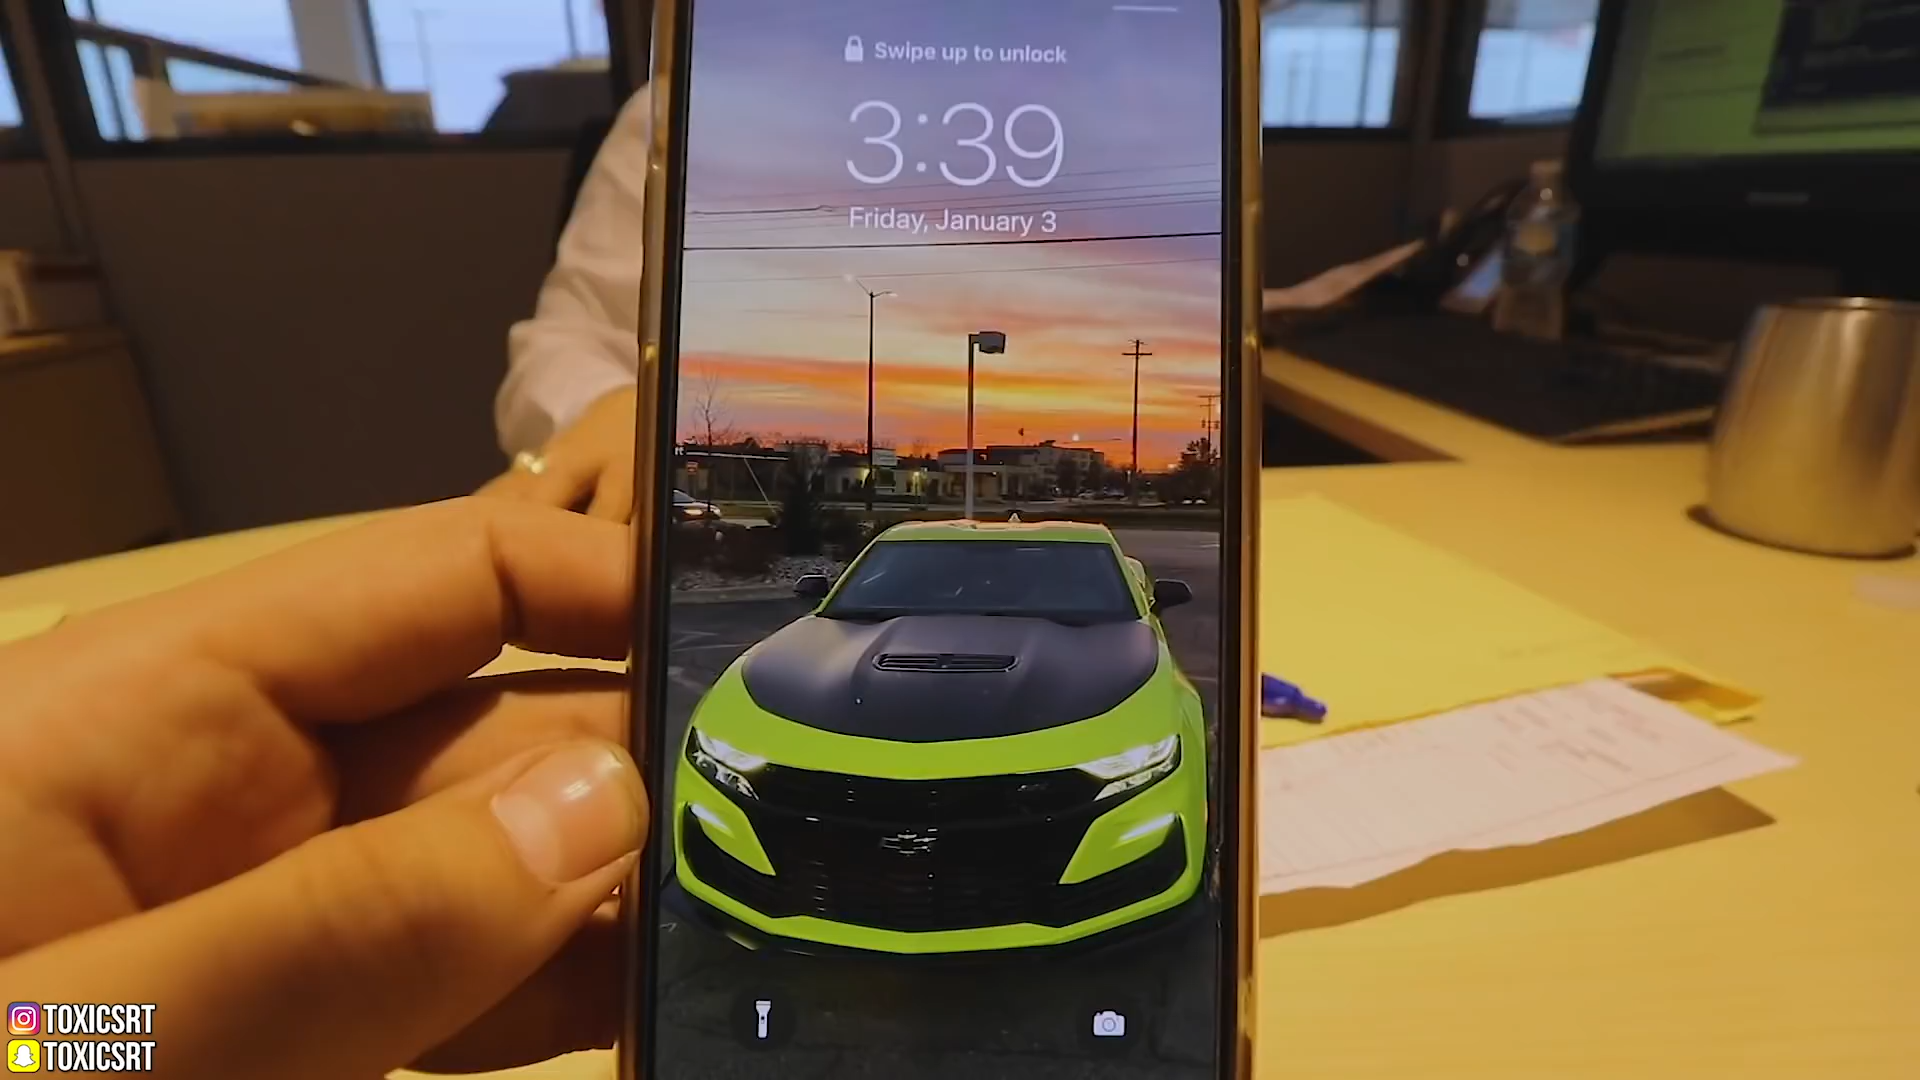 Swipe up to unlock
3:39
Friday, January 3
TOXICSRT
TOXICSRT